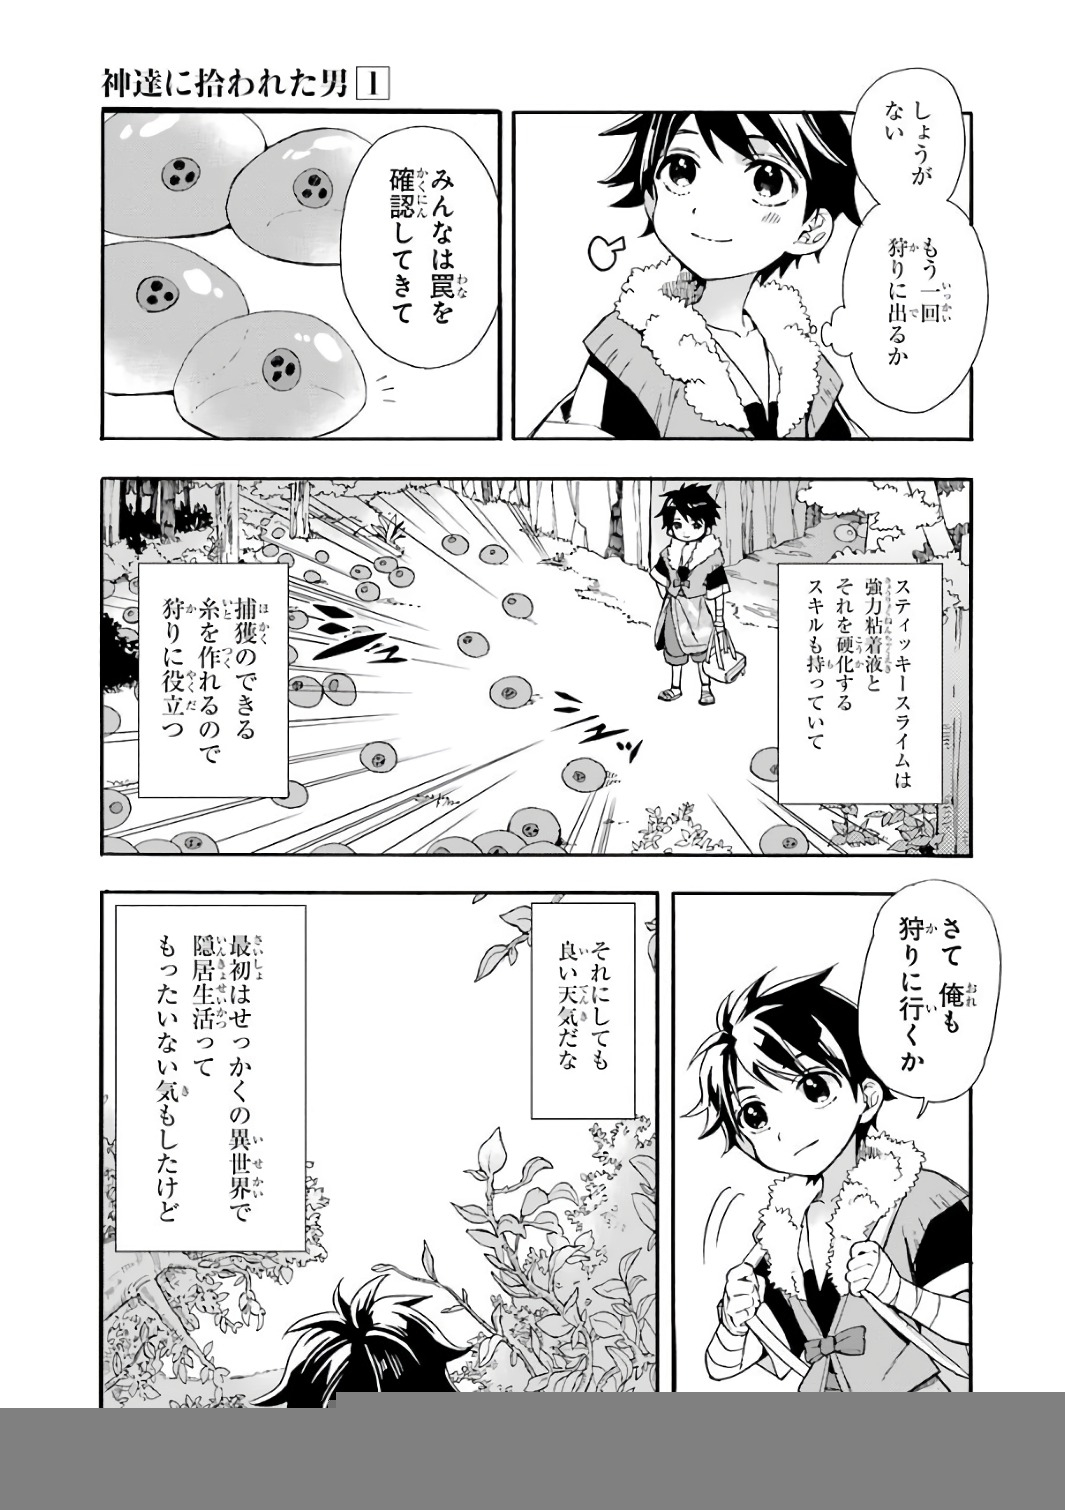 神達に拾われた男 1
しょうが
ない
もう一回
狩りに出るか
みんなは罠を
確認してきて
スティッキースライムは
強力粘着液と
それを硬化する
スキルも持っていて
捕獲のできる
糸を作れるので
狩りに役立つ
さて 俺も
狩りに行くか
それにしても
良い天気だな
最初はせっかくの異世界で
隠居生活って
もったいない気もしたけど